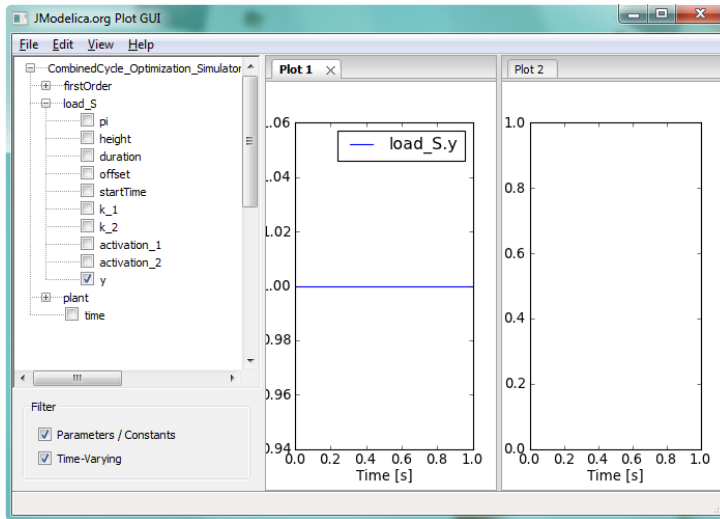 JModelica.org Plot GUI
File Edit View Help
CombinedCycle_Optimization_Simulator
firstOrder
load_S
pi
height
duration
offset
startTime
k_1
k_2
activation_1
activation_2
y
plant
time
Filter
Parameters / Constants
Time-Varying
Plot 1
load_S.y
1.06
1.04
1.02
1.00
0.98
0.96
0.94
0.0 0.2 0.4 0.6 0.8 1.0
Time [s]
Plot 2
1.0
0.8
0.6
0.4
0.2
0.0
0.0 0.2 0.4 0.6 0.8 1.0
Time [s]